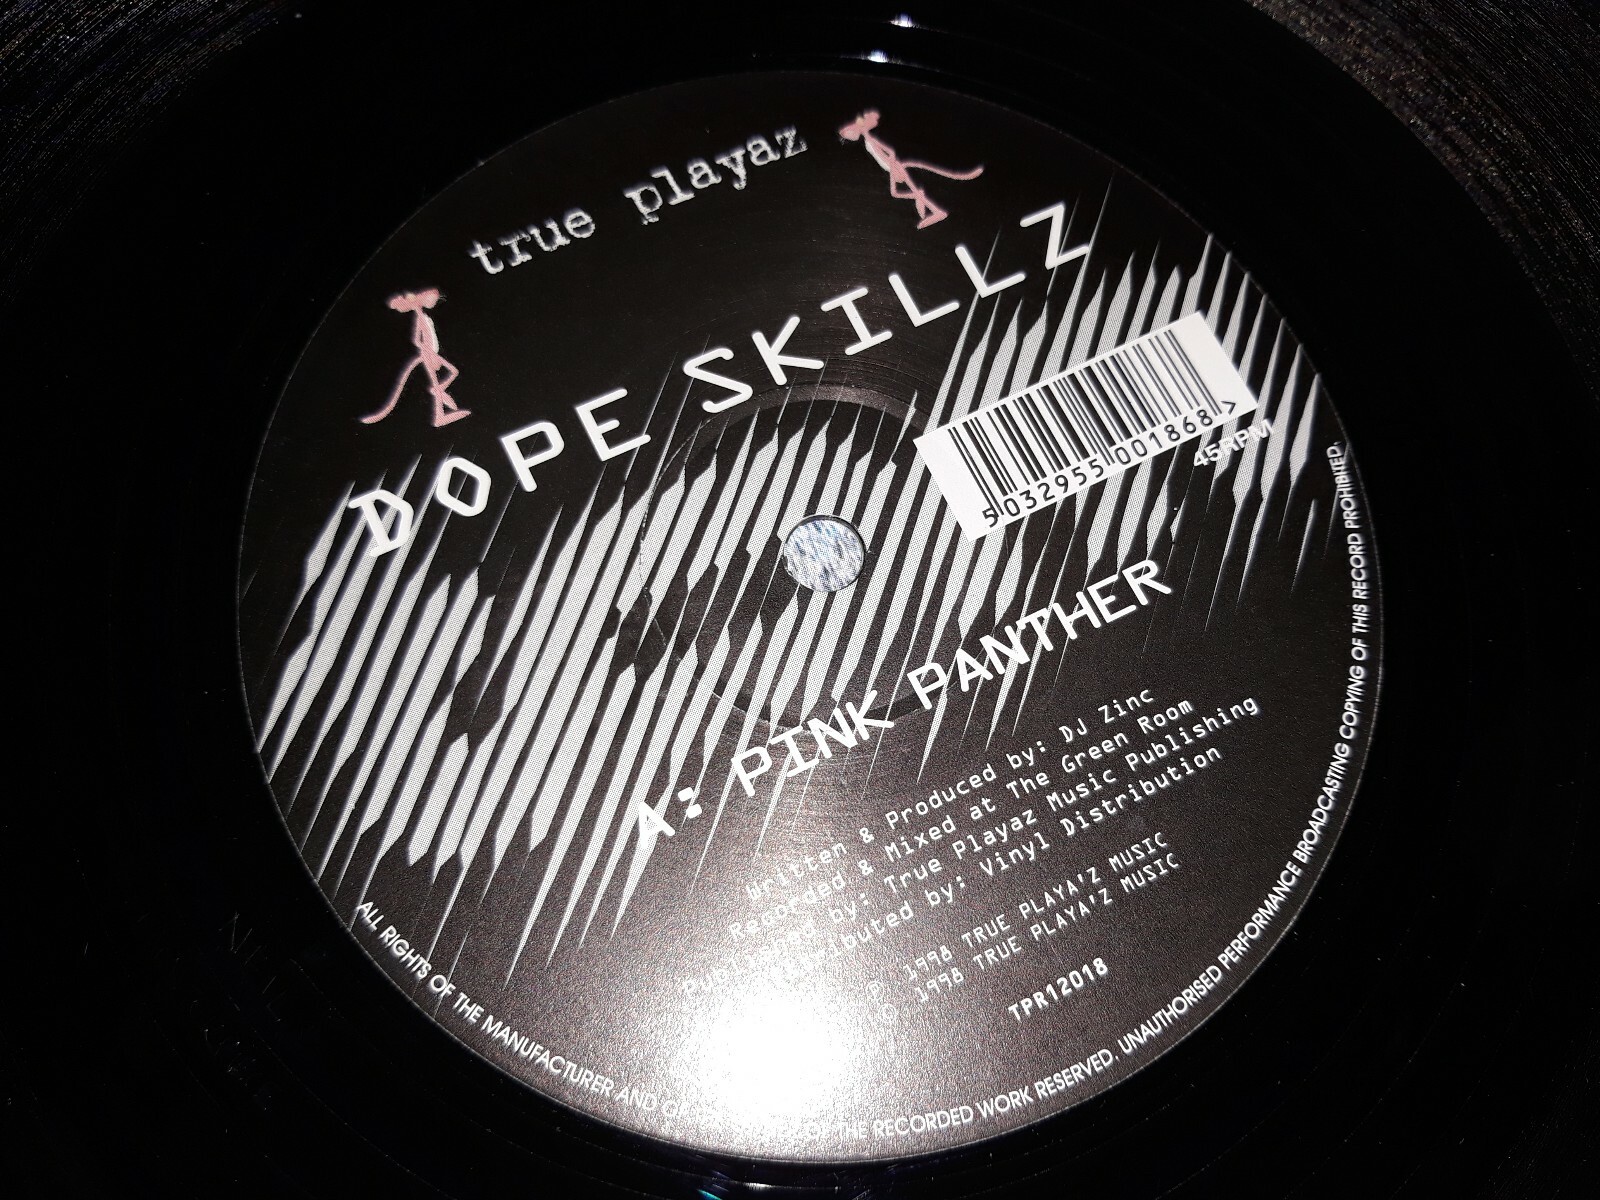 true playaz
DOPE SKILLZ
5 032955 001868 >
45RPM
A: PINK PANTHER
Written & Produced by: DJ Zinc
Recorded & Mixed at The Green Room
Published by: True Playaz Music Publishing
Distributed by: Vinyl Distribution
℗ 1998 TRUE PLAYA'Z MUSIC
© 1998 TRUE PLAYA'Z MUSIC
TPR12018
ALL RIGHTS OF THE MANUFACTURER AND OF THE RECORDED WORK RESERVED. UNAUTHORISED PERFORMANCE BROADCASTING COPYING OF THIS RECORD PROHIBITED.